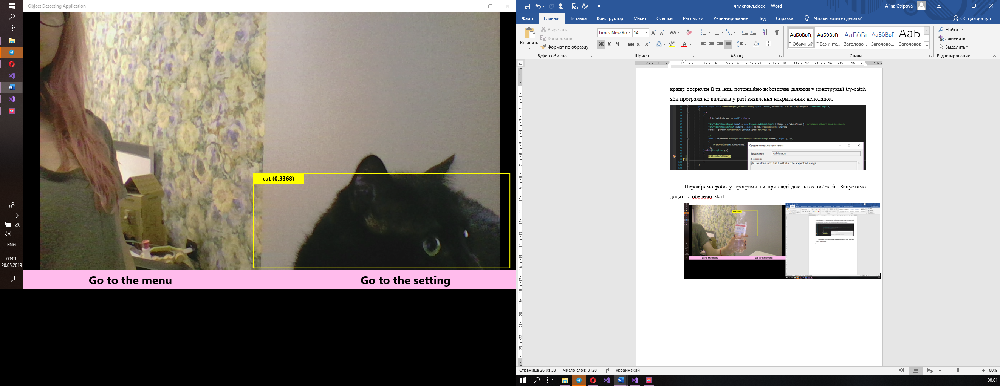 Object Detecting Application
cat (0,3368)
Go to the menu
Go to the setting
ENG
00:01
20.05.2019
лплкпокл.docx - Word
Alina Osipova
Файл
Главная
Вставка
Конструктор
Макет
Ссылки
Рассылки
Рецензирование
Вид
Справка
Что вы хотите сделать?
Общий доступ
Вставить
Вырезать
Копировать
Формат по образцу
Буфер обмена
Times New Ro
14
Шрифт
Абзац
АаБбВвГг,
АаБбВвГг,
АаБбВі
АаБбВвГ
Ааb
¶ Обычный
¶ Без инте...
Заголово...
Заголово...
Заголовок
Стили
Найти
Заменить
Выделить
Редактирование
краще обернути її та інші потенційно небезпечні ділянки у конструкції try-catch
аби програма не вилітала у разі виявлення некритичних неполадок.
private async void CameraHelper_FrameArrived(object sender, Microsoft.Toolkit.Uwp.Helpers.FrameEventArgs e)
{
try
{
if (e?.VideoFrame == null) return;
TinyYoloV2ModelInput input = new TinyYoloV2ModelInput { Image = e.VideoFrame }; //создаем объект входной модели
TinyYoloV2ModelOutput output = await model.EvaluateAsync(input);
boxes = parser.ParseOutputs(output.grid.ToArray());
//
await Dispatcher.RunAsync(CoreDispatcherPriority.Normal, async () =>
{
DrawOverlays(e.VideoFrame);
});
}catch(Exception ex)
{
WriteDataToJSON();
}
}
Средство визуализации текста
Выражение:
ex.Message
Значение:
Value does not fall within the expected range.
Перевіримо роботу програми на прикладі декількох об’єктів. Запустимо
додаток, оберемо Start.
Go to the menu
Go to the setting
Страница 26 из 33
Число слов: 3128
украинский
80%
00:01